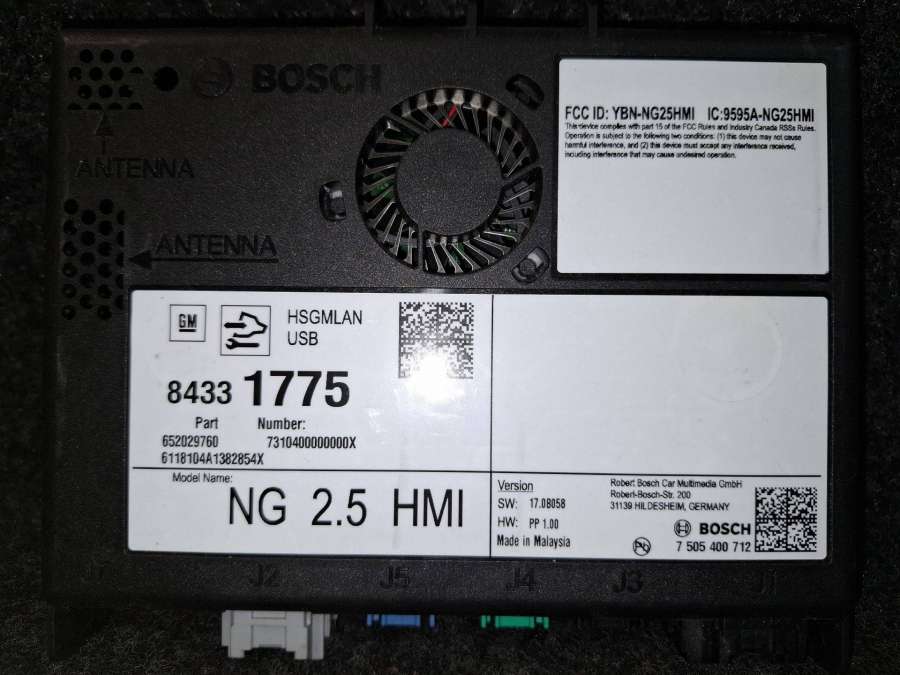 BOSCH
ANTENNA
ANTENNA
FCC ID: YBN-NG25HMI IC:9595A-NG25HMI
This device complies with part 15 of the FCC Rules and Industry Canada RSSs Rules.
Operation is subject to the following two conditions: (1) this device may not cause
harmful interference, and (2) this device must accept any interference received,
including interference that may cause undesired operation.
GM
HSGMLAN
USB
8433 1775
Part Number:
652029760 7310400000000X
6118104A1382854X
Model Name:
NG 2.5 HMI
Version
SW: 17.08058
HW: PP 1.00
Made in Malaysia
Robert Bosch Car Multimedia GmbH
Robert-Bosch-Str. 200
31139 HILDESHEIM, GERMANY
BOSCH
7 505 400 712
J2 J5 J4 J3 J1